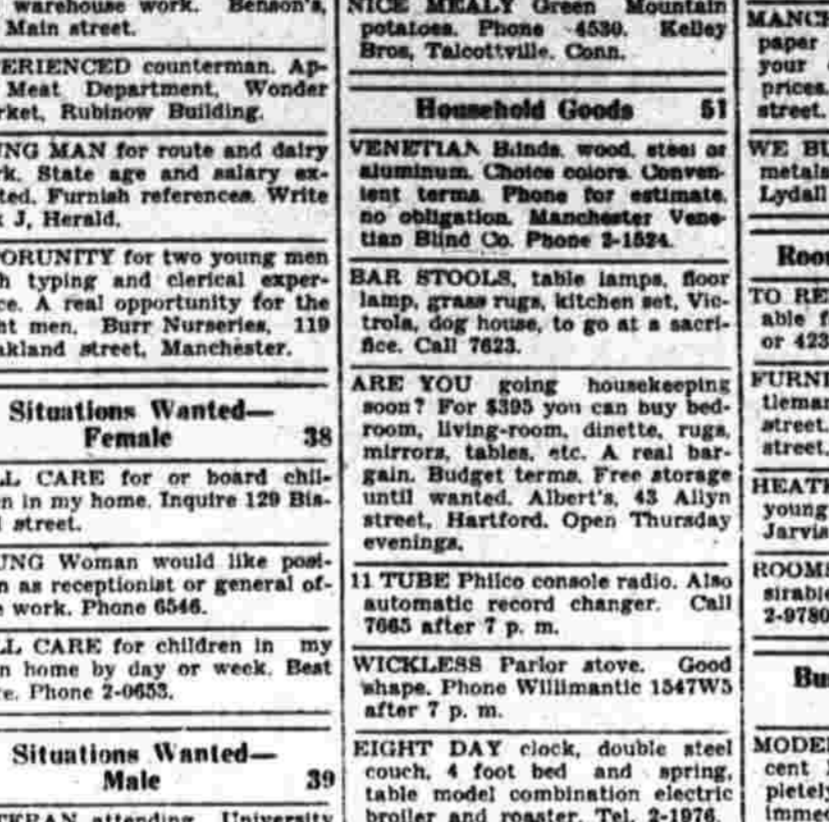 warehouse work. Benson's,
Main street.
ERIENCED counterman. Ap-
Meat Department, Wonder
rket, Rubinow Building.
UNG MAN for route and dairy
rk. State age and salary ex-
ted. Furnish references. Write
J, Herald.
ORUNITY for two young men
h typing and clerical exper-
ce. A real opportunity for the
ht men. Burr Nurseries, 119
akland street, Manchester.
Situations Wanted—
Female 38
LL CARE for or board chil-
n in my home. Inquire 129 Bis-
l street.
UNG Woman would like posi-
n as receptionist or general of-
e work. Phone 6546.
LL CARE for children in my
n home by day or week. Best
re. Phone 2-0653.
Situations Wanted—
Male 39
ERAN attending University
NICE MEALY Green Mountain
potatoes. Phone 4530. Kelley
Bros, Talcottville. Conn.
Household Goods 51
VENETIAN Blinds, wood, steel or
aluminum. Choice colors. Conven-
ient terms. Phone for estimate,
no obligation. Manchester Vene-
tian Blind Co. Phone 2-1524.
BAR STOOLS, table lamps, floor
lamp, grass rugs, kitchen set, Vic-
trola, dog house, to go at a sacri-
fice. Call 7623.
ARE YOU going housekeeping
soon? For $395 you can buy bed-
room, living-room, dinette, rugs,
mirrors, tables, etc. A real bar-
gain. Budget terms. Free storage
until wanted. Albert's, 43 Allyn
street, Hartford. Open Thursday
evenings.
11 TUBE Philco console radio. Also
automatic record changer. Call
7665 after 7 p. m.
WICKLESS Parlor stove. Good
shape. Phone Willimantic 1547W5
after 7 p. m.
EIGHT DAY clock, double steel
couch, 4 foot bed and spring,
table model combination electric
broiler and roaster. Tel. 2-1976.
MANCH
paper
your
prices.
street.
WE BU
metals
Lydall
Roo
TO RE
able f
or 423
FURNI
tleman
street.
street.
HEATE
young
Jarvis
ROOMS
sirable
2-9780
Bu
MODE
cent
pletely
immed